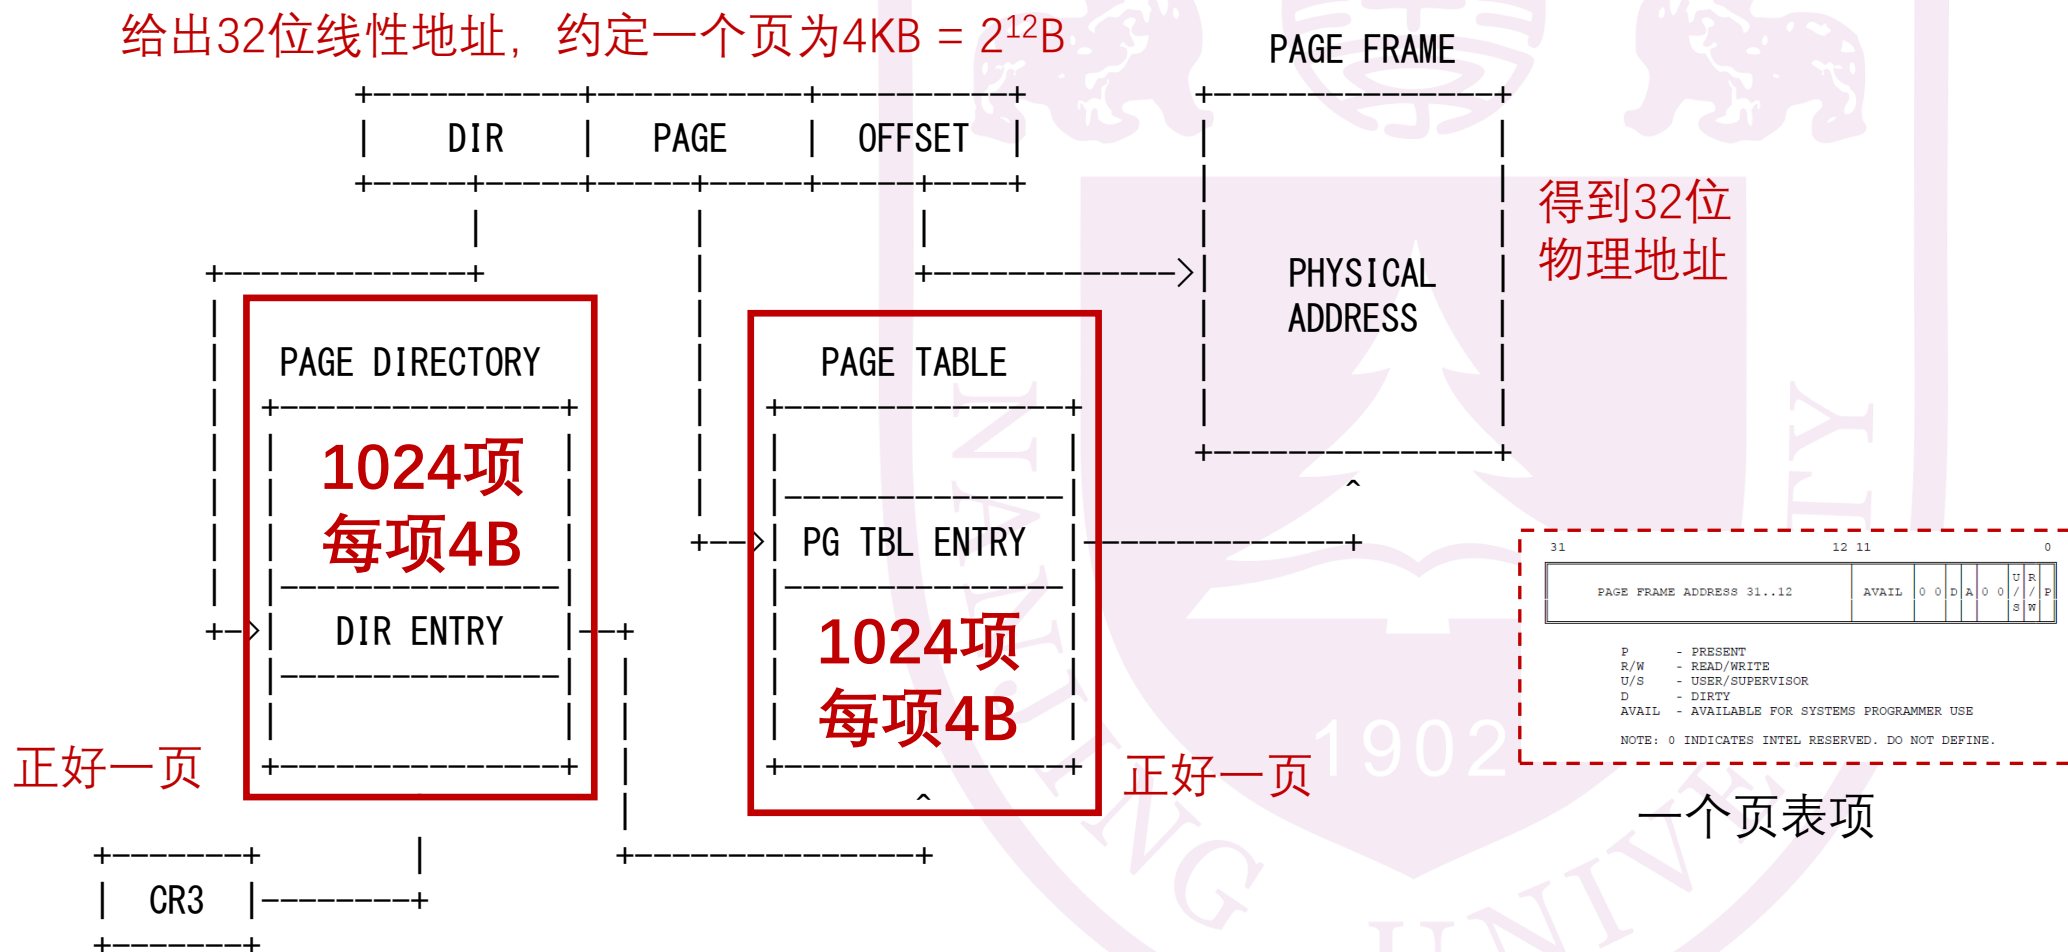 给出32位线性地址，约定一个页为4KB = 2¹²B
PAGE FRAME
DIR | PAGE | OFFSET
得到32位
物理地址
PHYSICAL
ADDRESS
PAGE DIRECTORY
1024项
每项4B
DIR ENTRY
正好一页
CR3
PAGE TABLE
PG TBL ENTRY
1024项
每项4B
正好一页
31 12 11 0
PAGE FRAME ADDRESS 31..12 | AVAIL | 0 0 | D | A | 0 0 | U/S | R/W | P
P - PRESENT
R/W - READ/WRITE
U/S - USER/SUPERVISOR
D - DIRTY
AVAIL - AVAILABLE FOR SYSTEMS PROGRAMMER USE
NOTE: 0 INDICATES INTEL RESERVED. DO NOT DEFINE.
一个页表项
1902